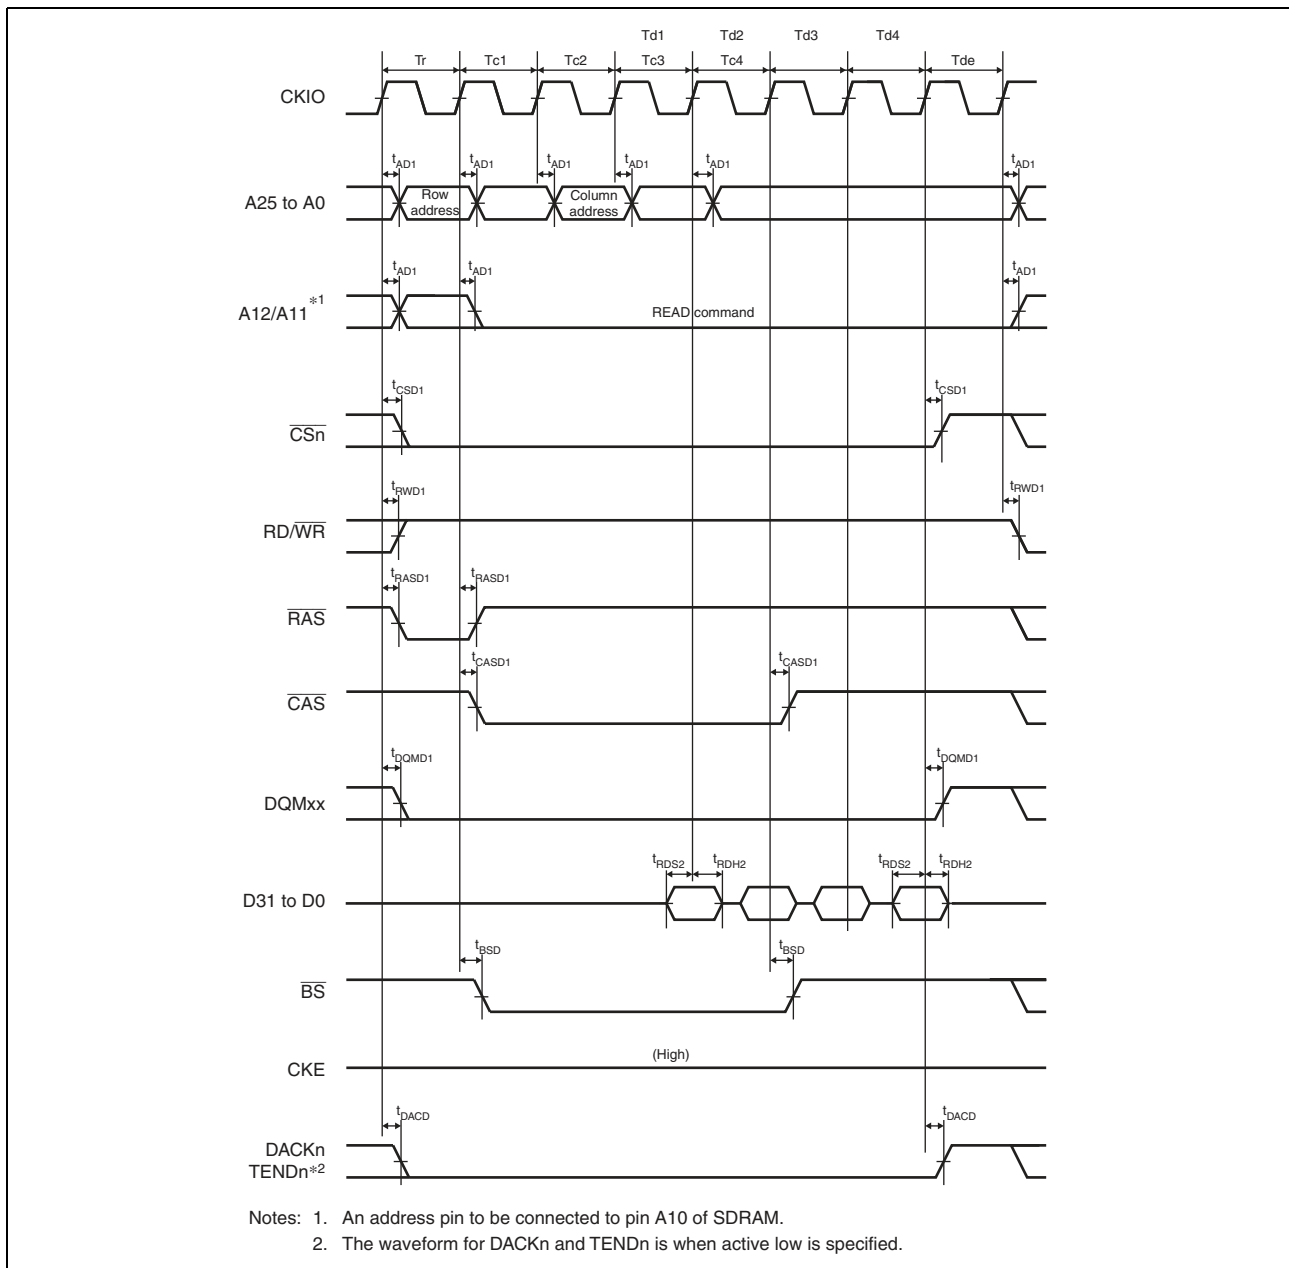 Td1 Td2 Td3 Td4
Tr Tc1 Tc2 Tc3 Tc4 Tde
CKIO
tAD1 tAD1 tAD1 tAD1 tAD1 tAD1
A25 to A0
Row address
Column address
tAD1 tAD1 tAD1
A12/A11 *1
READ command
tCSD1 tCSD1
CSn
tRWD1 tRWD1
RD/WR
tRASD1 tRASD1
RAS
tCASD1 tCASD1
CAS
tDQMD1 tDQMD1
DQMxx
tRDS2 tRDH2 tRDS2 tRDH2
D31 to D0
tBSD tBSD
BS
(High)
CKE
tDACD tDACD
DACKn
TENDn*2
Notes: 1. An address pin to be connected to pin A10 of SDRAM.
2. The waveform for DACKn and TENDn is when active low is specified.